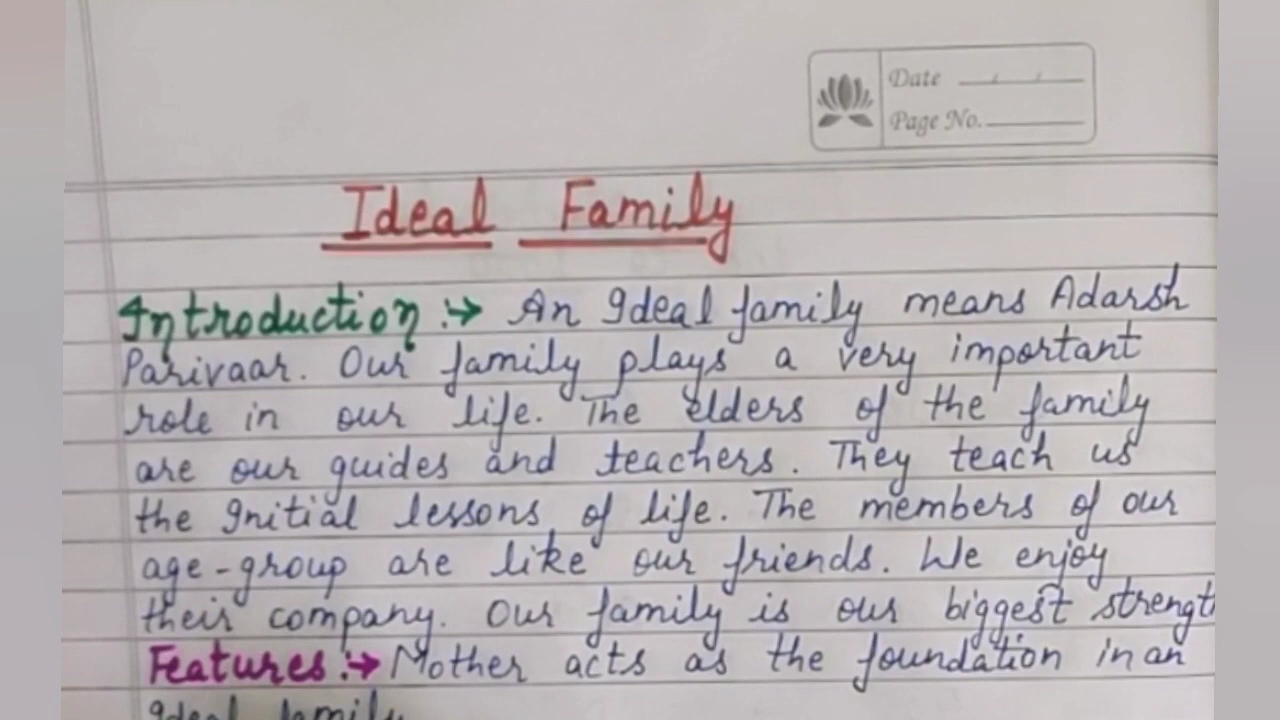 Date
Page No.
Ideal Family
Introduction :→ An Ideal family means Adarsh
Parivaar. Our family plays a very important
role in our life. The elders of the family
are our guides and teachers. They teach us
the Initial lessons of life. The members of our
age-group are like our friends. We enjoy
their company. Our family is our biggest strengt
Features :→ Mother acts as the foundation in an
Ideal family